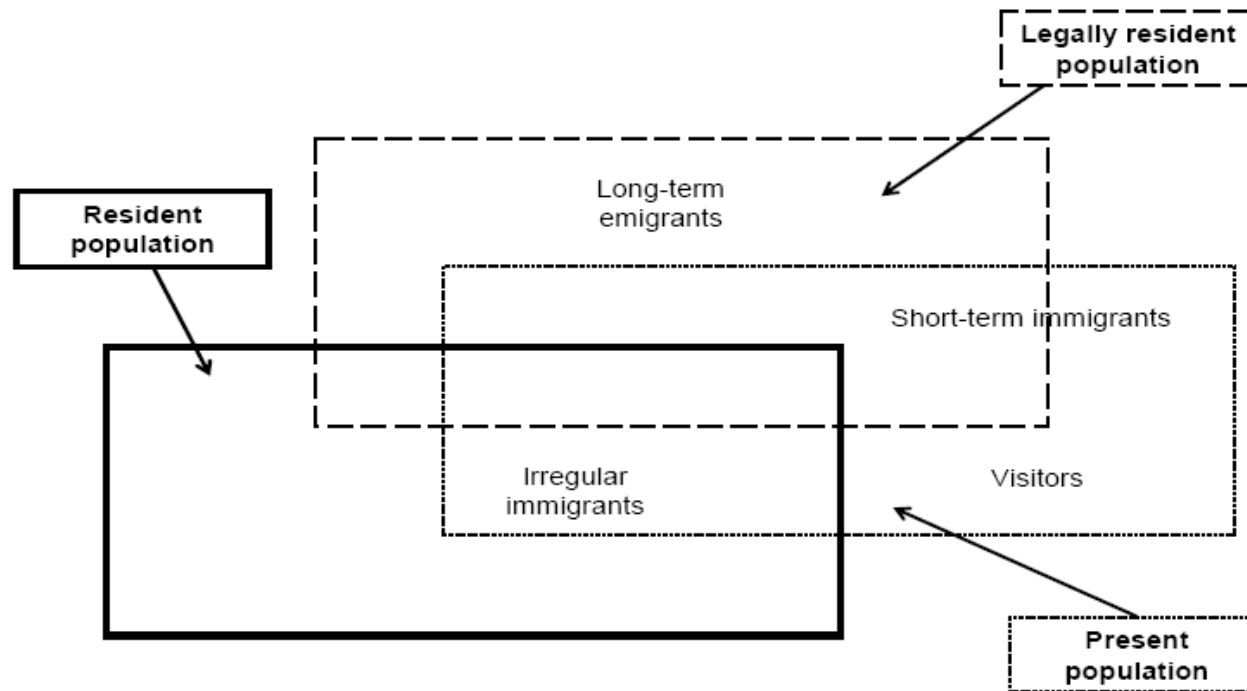 Legally resident
population
Long-term
emigrants
Resident
population
Short-term immigrants
Irregular
immigrants
Visitors
Present
population